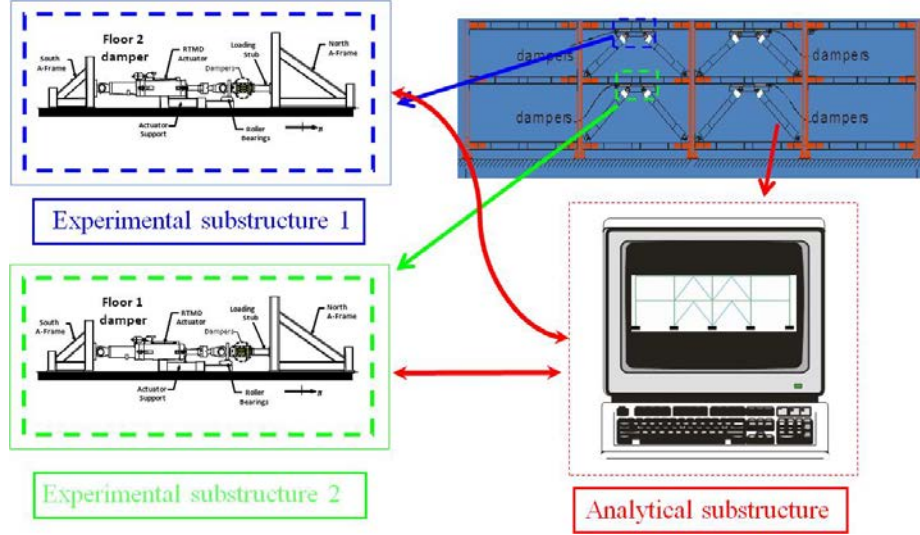 Floor 2
damper
RTMD
Actuator
Loading
Stub
North
A-Frame
South
A-Frame
Dampers
Actuator
Support
Roller
Bearings
Experimental substructure 1
dampers
dampers
dampers
dampers
Floor 1
damper
RTMD
Actuator
Loading
Stub
North
A-Frame
South
A-Frame
Dampers
Actuator
Support
Roller
Bearings
Experimental substructure 2
Analytical substructure